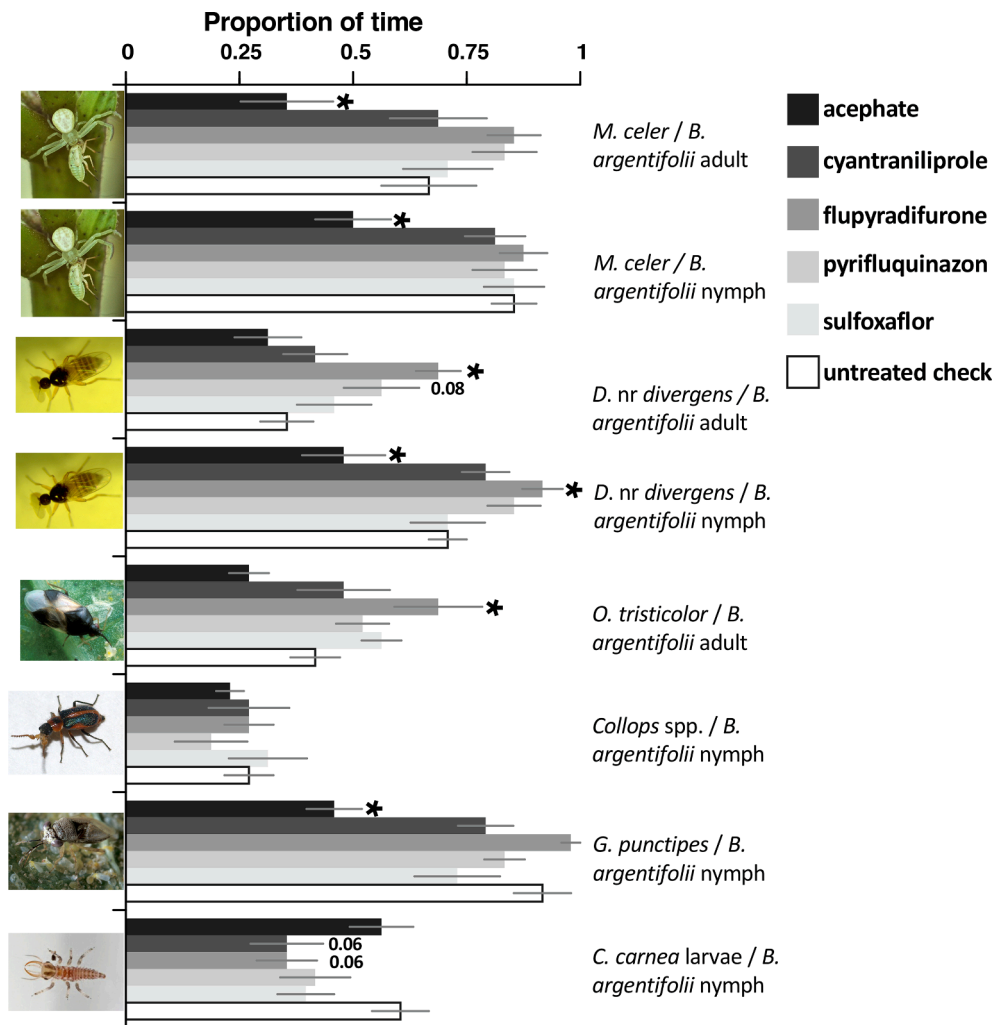 Proportion of time
0 0.25 0.5 0.75 1
* M. celer / B.
argentifolii adult
* M. celer / B.
argentifolii nymph
*
0.08
D. nr divergens / B.
argentifolii adult
*
* D. nr divergens / B.
argentifolii nymph
* O. tristicolor / B.
argentifolii adult
Collops spp. / B.
argentifolii nymph
* G. punctipes / B.
argentifolii nymph
0.06
0.06
C. carnea larvae / B.
argentifolii nymph
acephate
cyantraniliprole
flupyradifurone
pyrifluquinazon
sulfoxaflor
untreated check